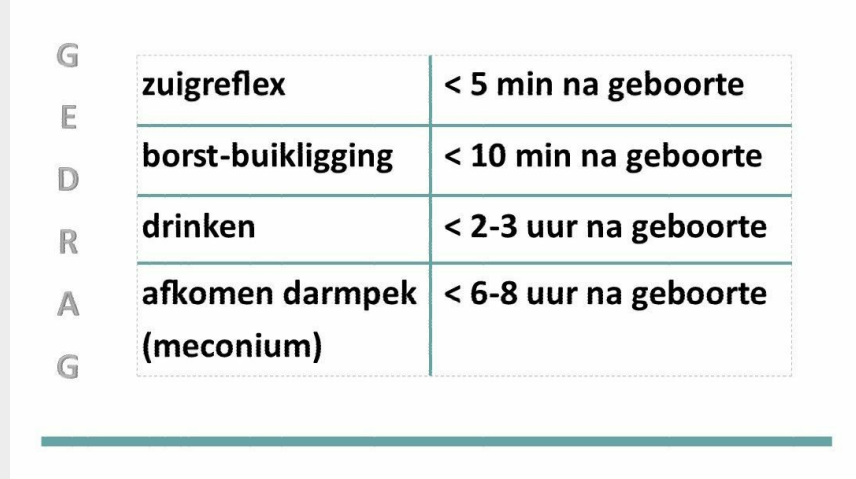 GEDRAG
zuigreflex < 5 min na geboorte
borst-buikligging < 10 min na geboorte
drinken < 2-3 uur na geboorte
afkomen darmpek < 6-8 uur na geboorte
(meconium)